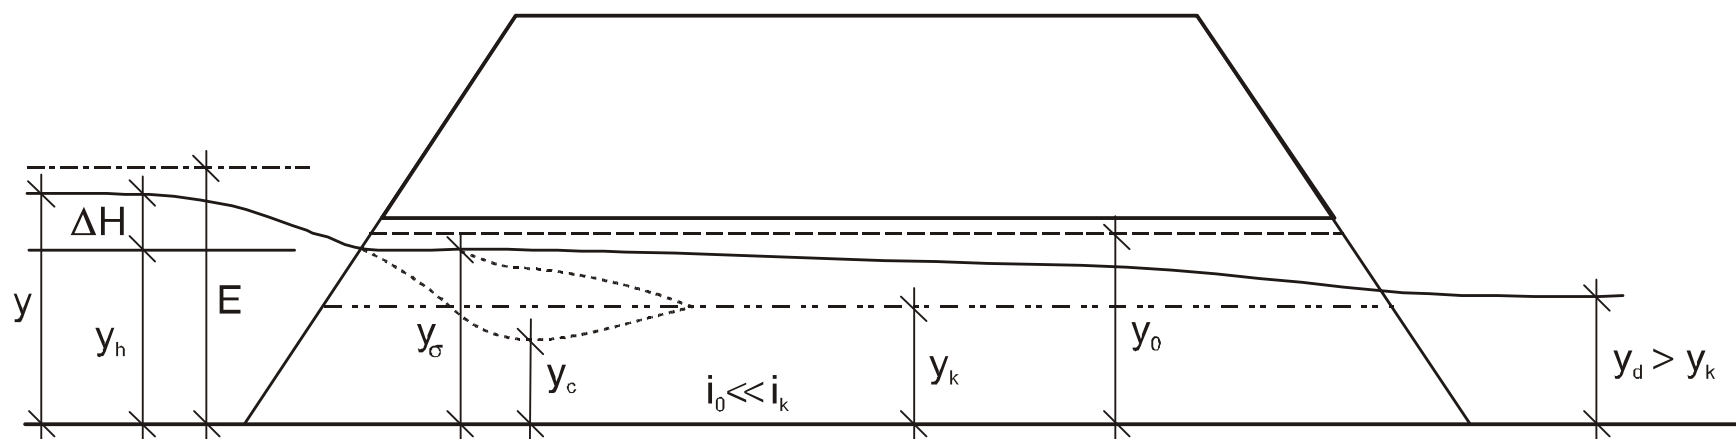 ΔH
y
y_h
E
y_σ
y_c
i_0<<i_k
y_k
y_0
y_d > y_k